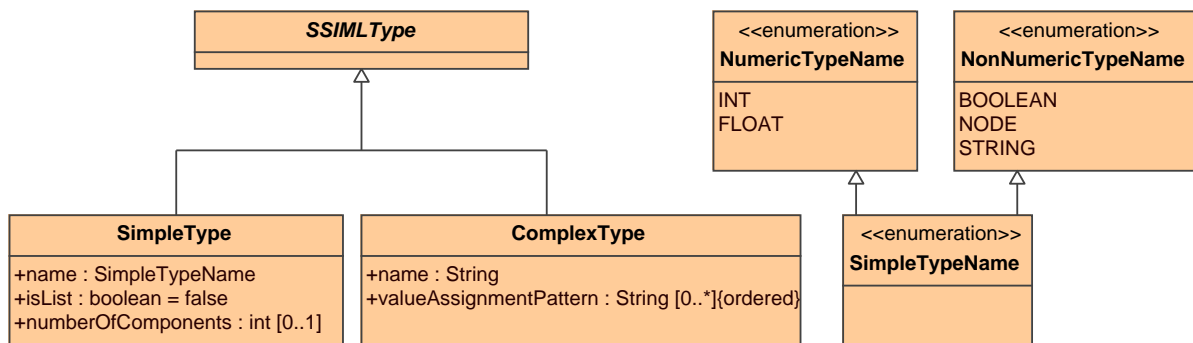 SSIMLType
<<enumeration>>
NumericTypeName
INT
FLOAT
<<enumeration>>
NonNumericTypeName
BOOLEAN
NODE
STRING
SimpleType
+name : SimpleTypeName
+isList : boolean = false
+numberOfComponents : int [0..1]
ComplexType
+name : String
+valueAssignmentPattern : String [0..*]{ordered}
<<enumeration>>
SimpleTypeName